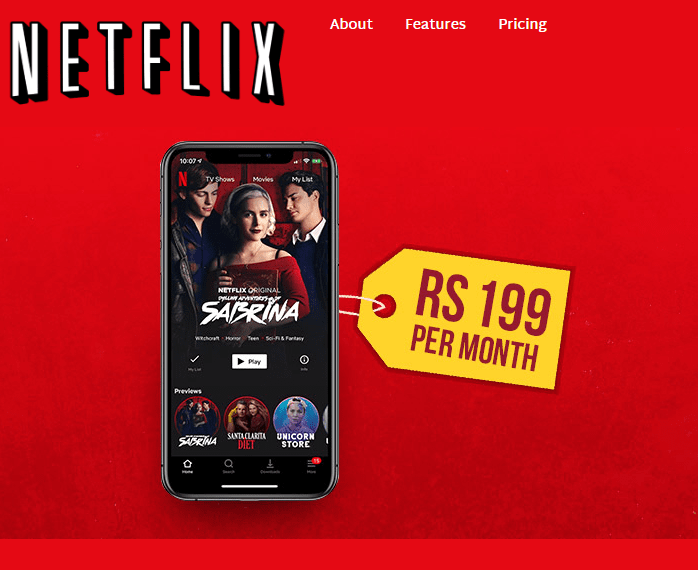 NETFLIX
About Features Pricing
10:07
N
TV Shows Movies My List
NETFLIX ORIGINAL
CHILLING ADVENTURES OF
SABRINA
Witchcraft · Horror · Teen · Sci-Fi & Fantasy
My List
Play
Info
Previews
SABRINA
SANTA CLARITA
DIET
UNICORN
STORE
15
Home Search Downloads More
RS 199
PER MONTH